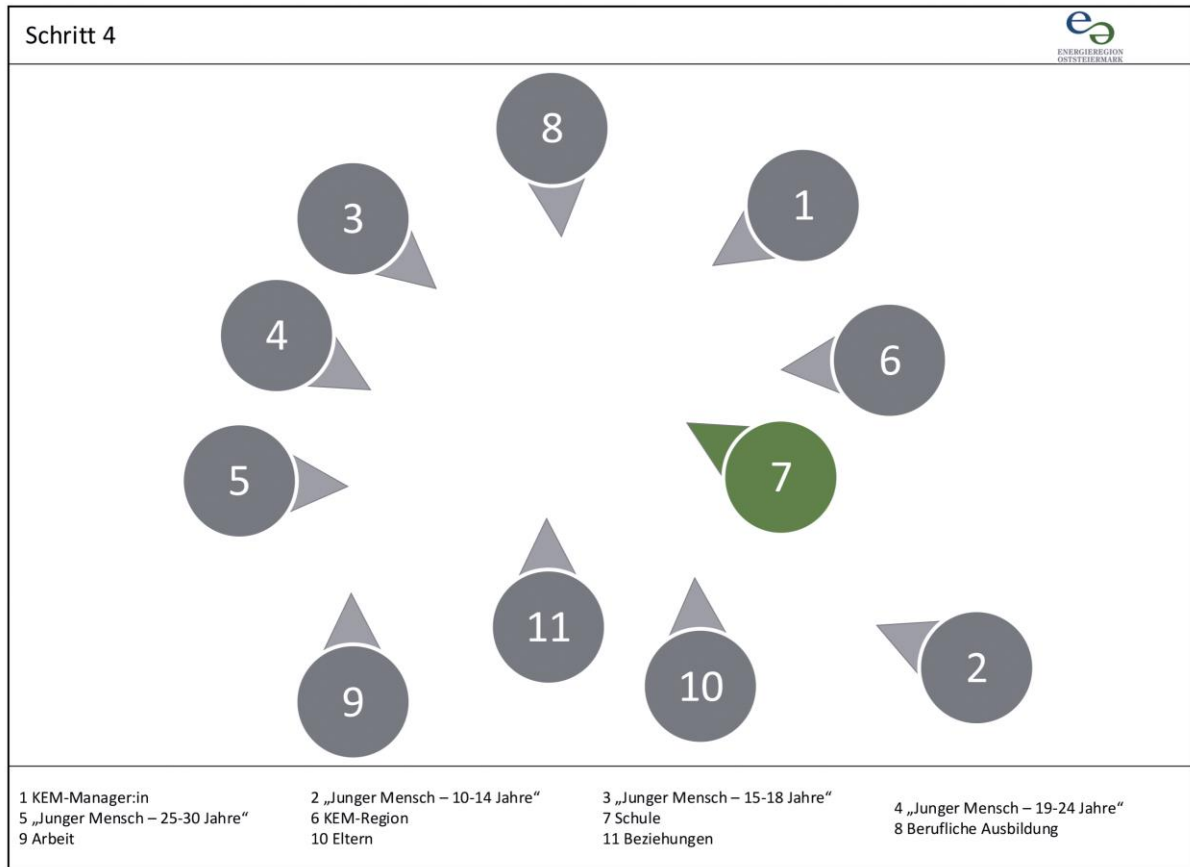 Schritt 4
ENERGIEREGION
OSTSTEIERMARK
8
3
1
4
6
5
7
11
10
9
2
1 KEM-Manager:in
2 „Junger Mensch – 10-14 Jahre“
3 „Junger Mensch – 15-18 Jahre“
4 „Junger Mensch – 19-24 Jahre“
5 „Junger Mensch – 25-30 Jahre“
6 KEM-Region
7 Schule
8 Berufliche Ausbildung
9 Arbeit
10 Eltern
11 Beziehungen